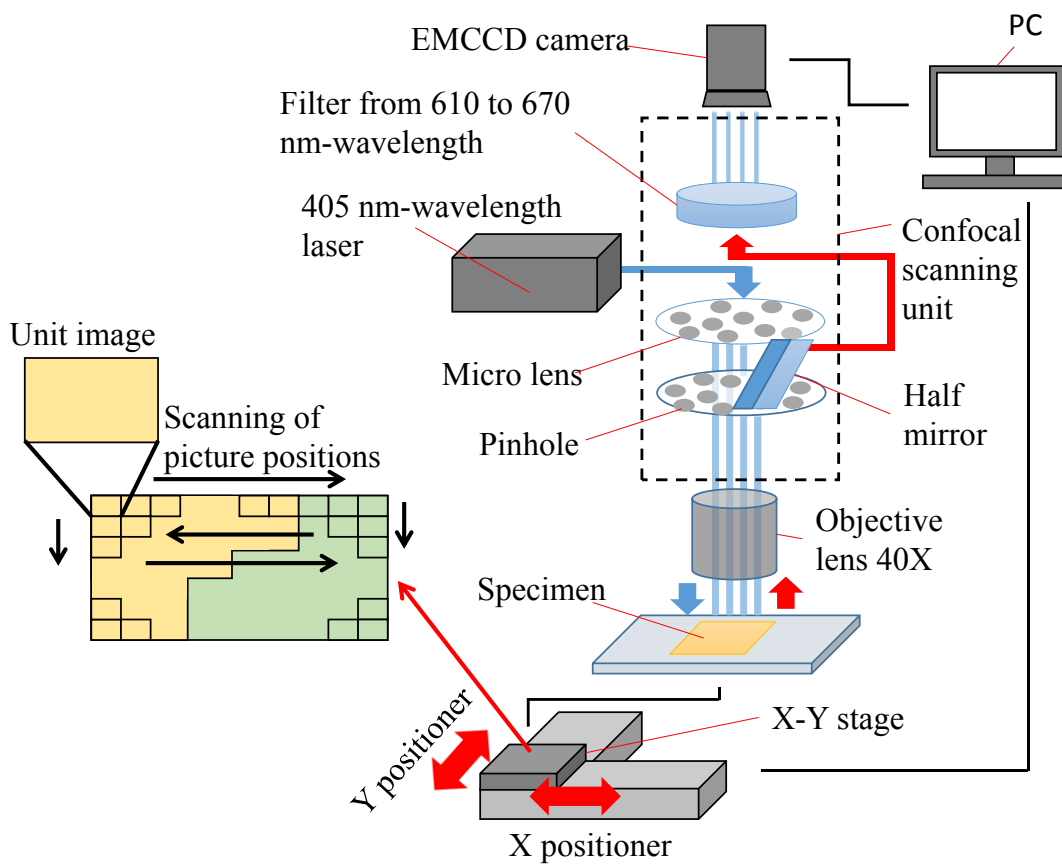 EMCCD camera
PC
Filter from 610 to 670
nm-wavelength
405 nm-wavelength
laser
Confocal
scanning
unit
Unit image
Micro lens
Scanning of
picture positions
Pinhole
Half
mirror
Objective
lens 40X
Specimen
X-Y stage
Y positioner
X positioner